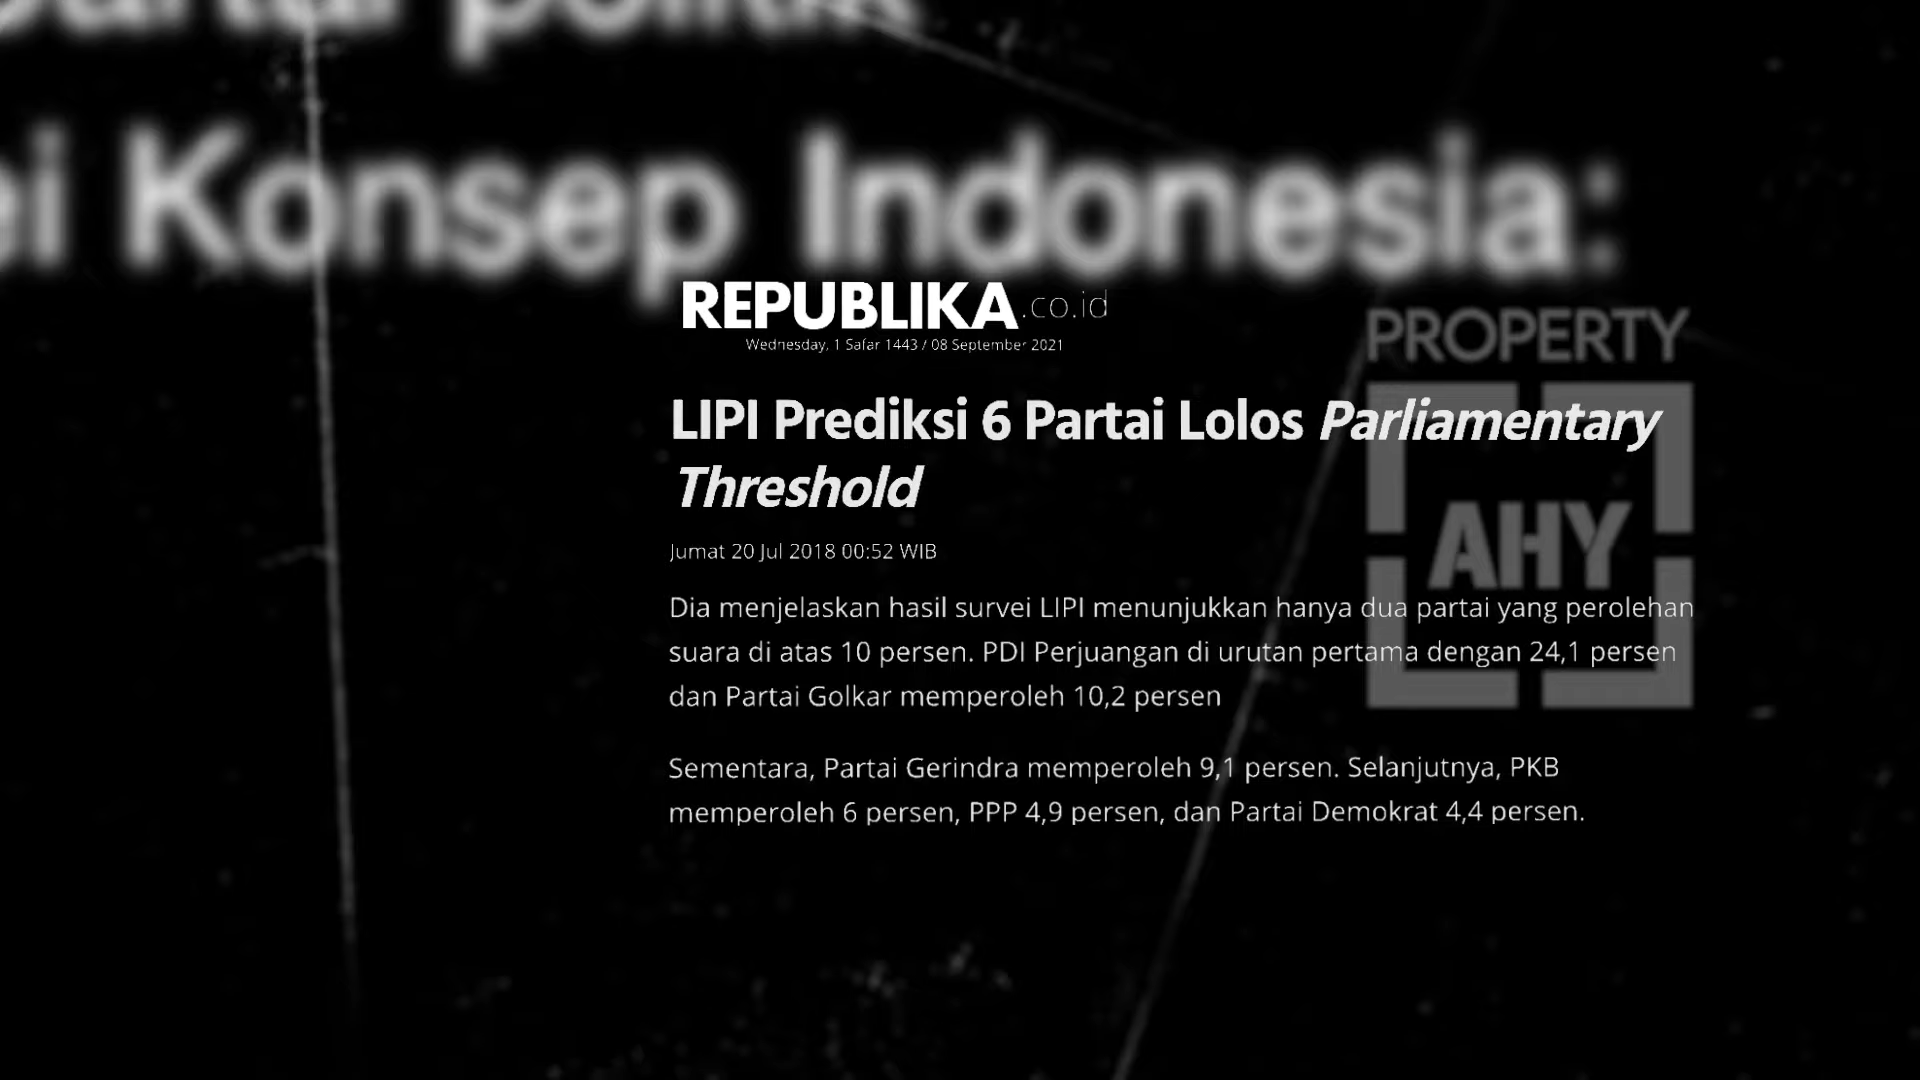 partai politik
ei Konsep Indonesia:
REPUBLIKA.co.id
Wednesday, 1 Safar 1443 / 08 September 2021
PROPERTY
AHY
LIPI Prediksi 6 Partai Lolos Parliamentary
Threshold
Jumat 20 Jul 2018 00:52 WIB
Dia menjelaskan hasil survei LIPI menunjukkan hanya dua partai yang perolehan
suara di atas 10 persen. PDI Perjuangan di urutan pertama dengan 24,1 persen
dan Partai Golkar memperoleh 10,2 persen
Sementara, Partai Gerindra memperoleh 9,1 persen. Selanjutnya, PKB
memperoleh 6 persen, PPP 4,9 persen, dan Partai Demokrat 4,4 persen.